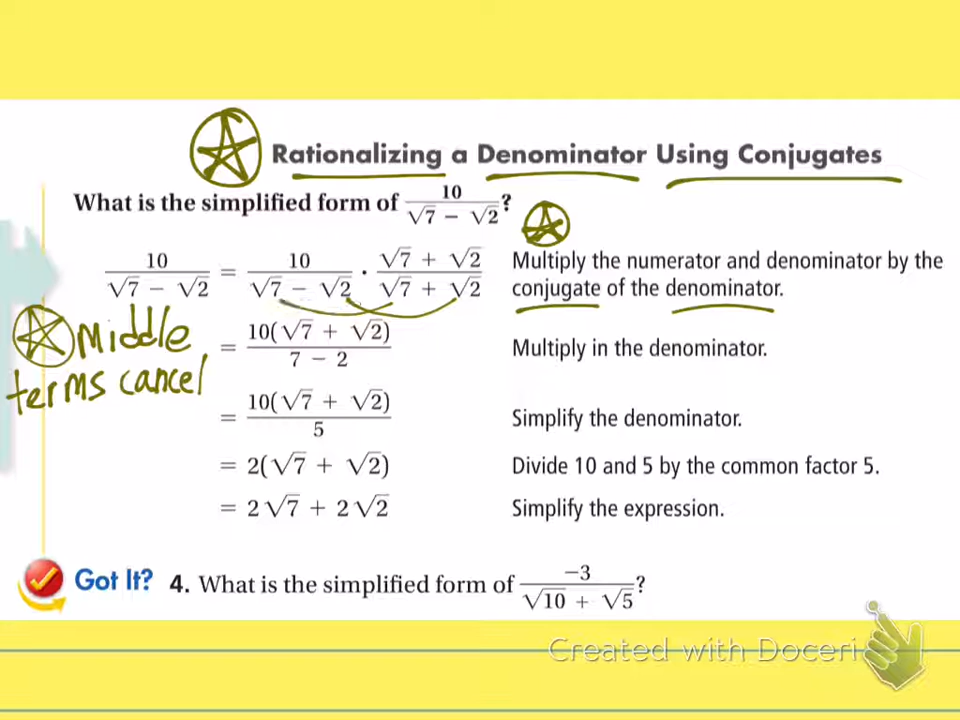 Rationalizing a Denominator Using Conjugates
What is the simplified form of 10/(√7 − √2)?
10/(√7 − √2) = 10/(√7 − √2) · (√7 + √2)/(√7 + √2) Multiply the numerator and denominator by the
conjugate of the denominator.
Middle
terms cancel
= 10(√7 + √2)/(7 − 2) Multiply in the denominator.
= 10(√7 + √2)/5 Simplify the denominator.
= 2(√7 + √2) Divide 10 and 5 by the common factor 5.
= 2√7 + 2√2 Simplify the expression.
Got It? 4. What is the simplified form of −3/(√10 + √5)?
Created with Doceri